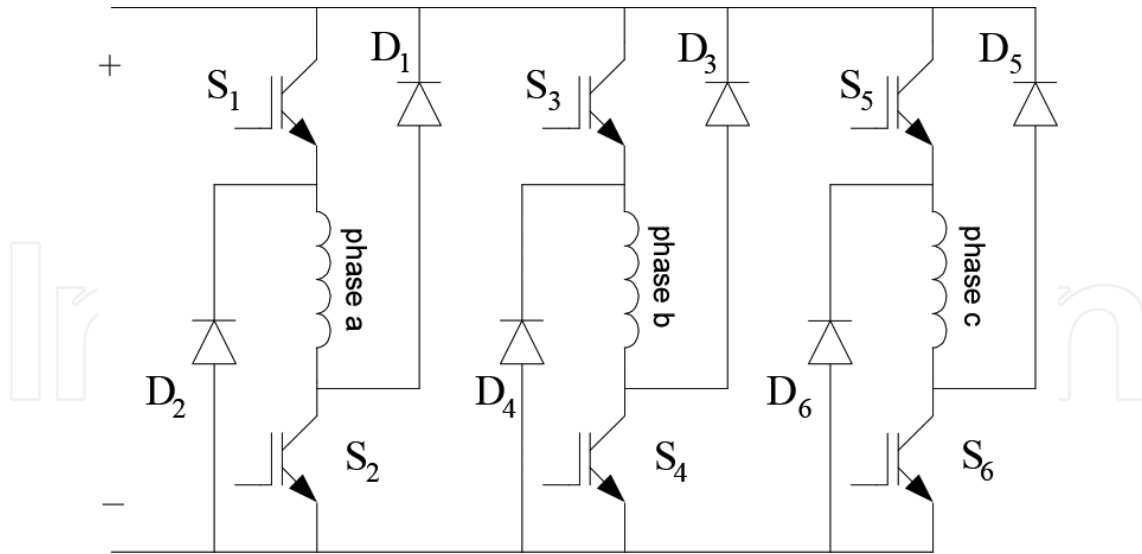 +
S1
D1
S3
D3
S5
D5
phase a
phase b
phase c
D2
D4
D6
S2
S4
S6
−